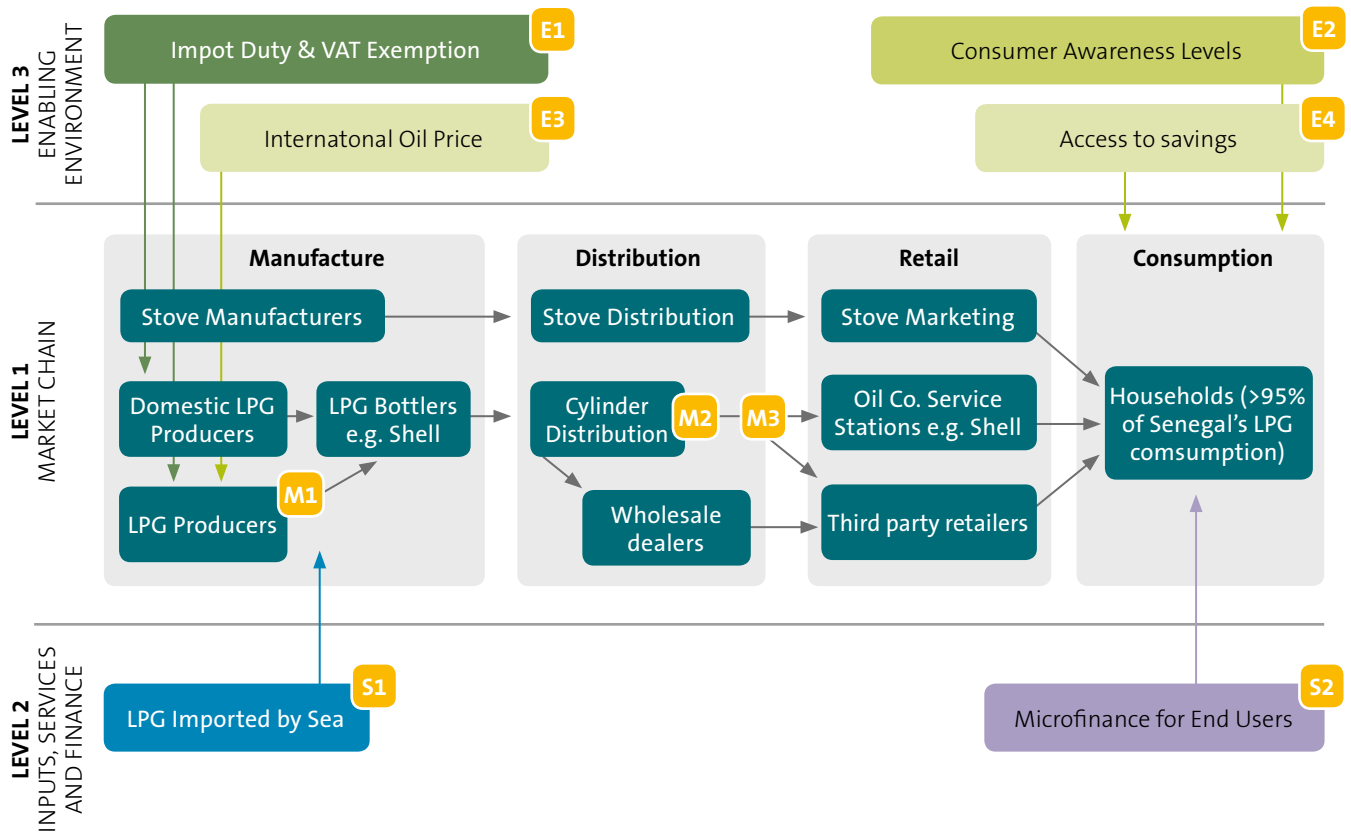 LEVEL 3
ENABLING
ENVIRONMENT
Impot Duty & VAT Exemption
E1
Consumer Awareness Levels
E2
Internatonal Oil Price
E3
Access to savings
E4
LEVEL 1
MARKET CHAIN
Manufacture
Distribution
Retail
Consumption
Stove Manufacturers
Stove Distribution
Stove Marketing
Domestic LPG
Producers
LPG Bottlers
e.g. Shell
Cylinder
Distribution
M2
M3
Oil Co. Service
Stations e.g. Shell
Households (>95%
of Senegal’s LPG
comsumption)
LPG Producers
M1
Wholesale
dealers
Third party retailers
LEVEL 2
INPUTS, SERVICES
AND FINANCE
LPG Imported by Sea
S1
Microfinance for End Users
S2